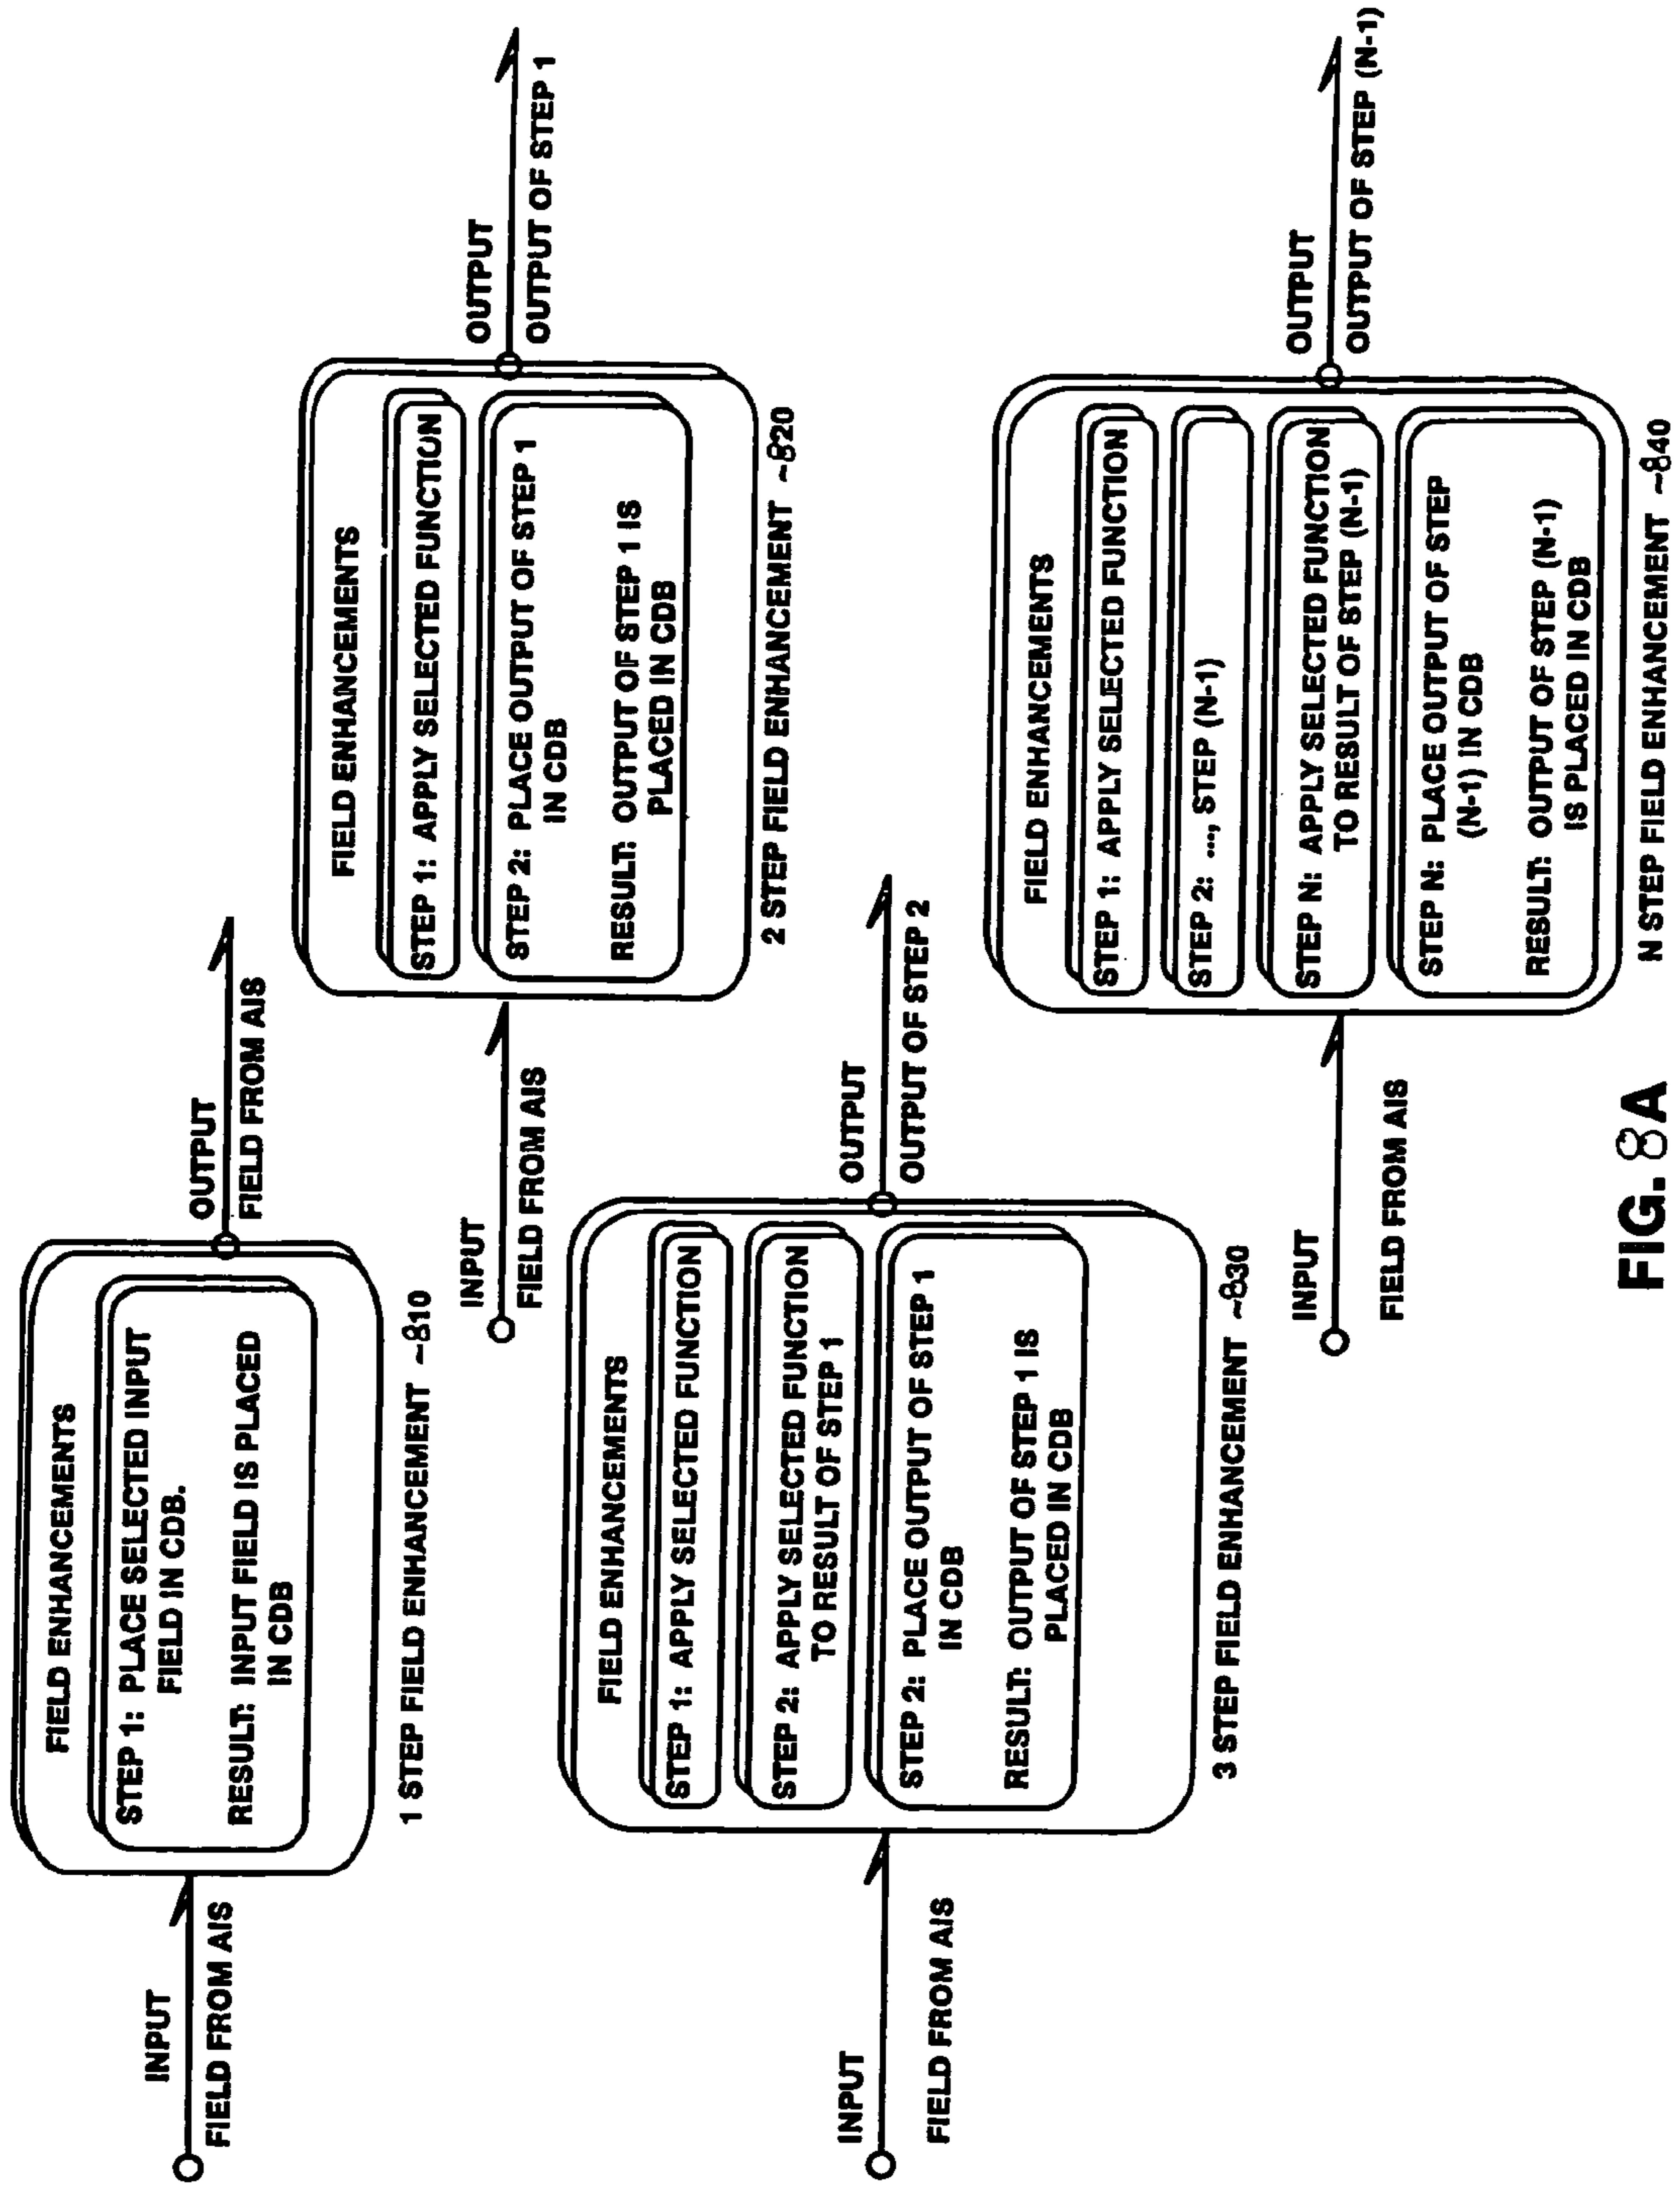 INPUT
FIELD FROM AIS
FIELD ENHANCEMENTS
STEP 1: PLACE SELECTED INPUT
FIELD IN CDB.
RESULT: INPUT FIELD IS PLACED
IN CDB
OUTPUT
FIELD FROM AIS
1 STEP FIELD ENHANCEMENT ~810
INPUT
FIELD FROM AIS
FIELD ENHANCEMENTS
STEP 1: APPLY SELECTED FUNCTION
STEP 2: PLACE OUTPUT OF STEP 1
IN CDB
RESULT: OUTPUT OF STEP 1 IS
PLACED IN CDB
OUTPUT
OUTPUT OF STEP 1
2 STEP FIELD ENHANCEMENT ~820
INPUT
FIELD FROM AIS
FIELD ENHANCEMENTS
STEP 1: APPLY SELECTED FUNCTION
STEP 2: APPLY SELECTED FUNCTION
TO RESULT OF STEP 1
STEP 2: PLACE OUTPUT OF STEP 1
IN CDB
RESULT: OUTPUT OF STEP 1 IS
PLACED IN CDB
OUTPUT
OUTPUT OF STEP 2
3 STEP FIELD ENHANCEMENT ~830
INPUT
FIELD FROM AIS
FIELD ENHANCEMENTS
STEP 1: APPLY SELECTED FUNCTION
STEP 2: ..., STEP (N-1)
STEP N: APPLY SELECTED FUNCTION
TO RESULT OF STEP (N-1)
STEP N: PLACE OUTPUT OF STEP
(N-1) IN CDB
RESULT: OUTPUT OF STEP (N-1)
IS PLACED IN CDB
OUTPUT
OUTPUT OF STEP (N-1)
N STEP FIELD ENHANCEMENT ~840
FIG. 8A